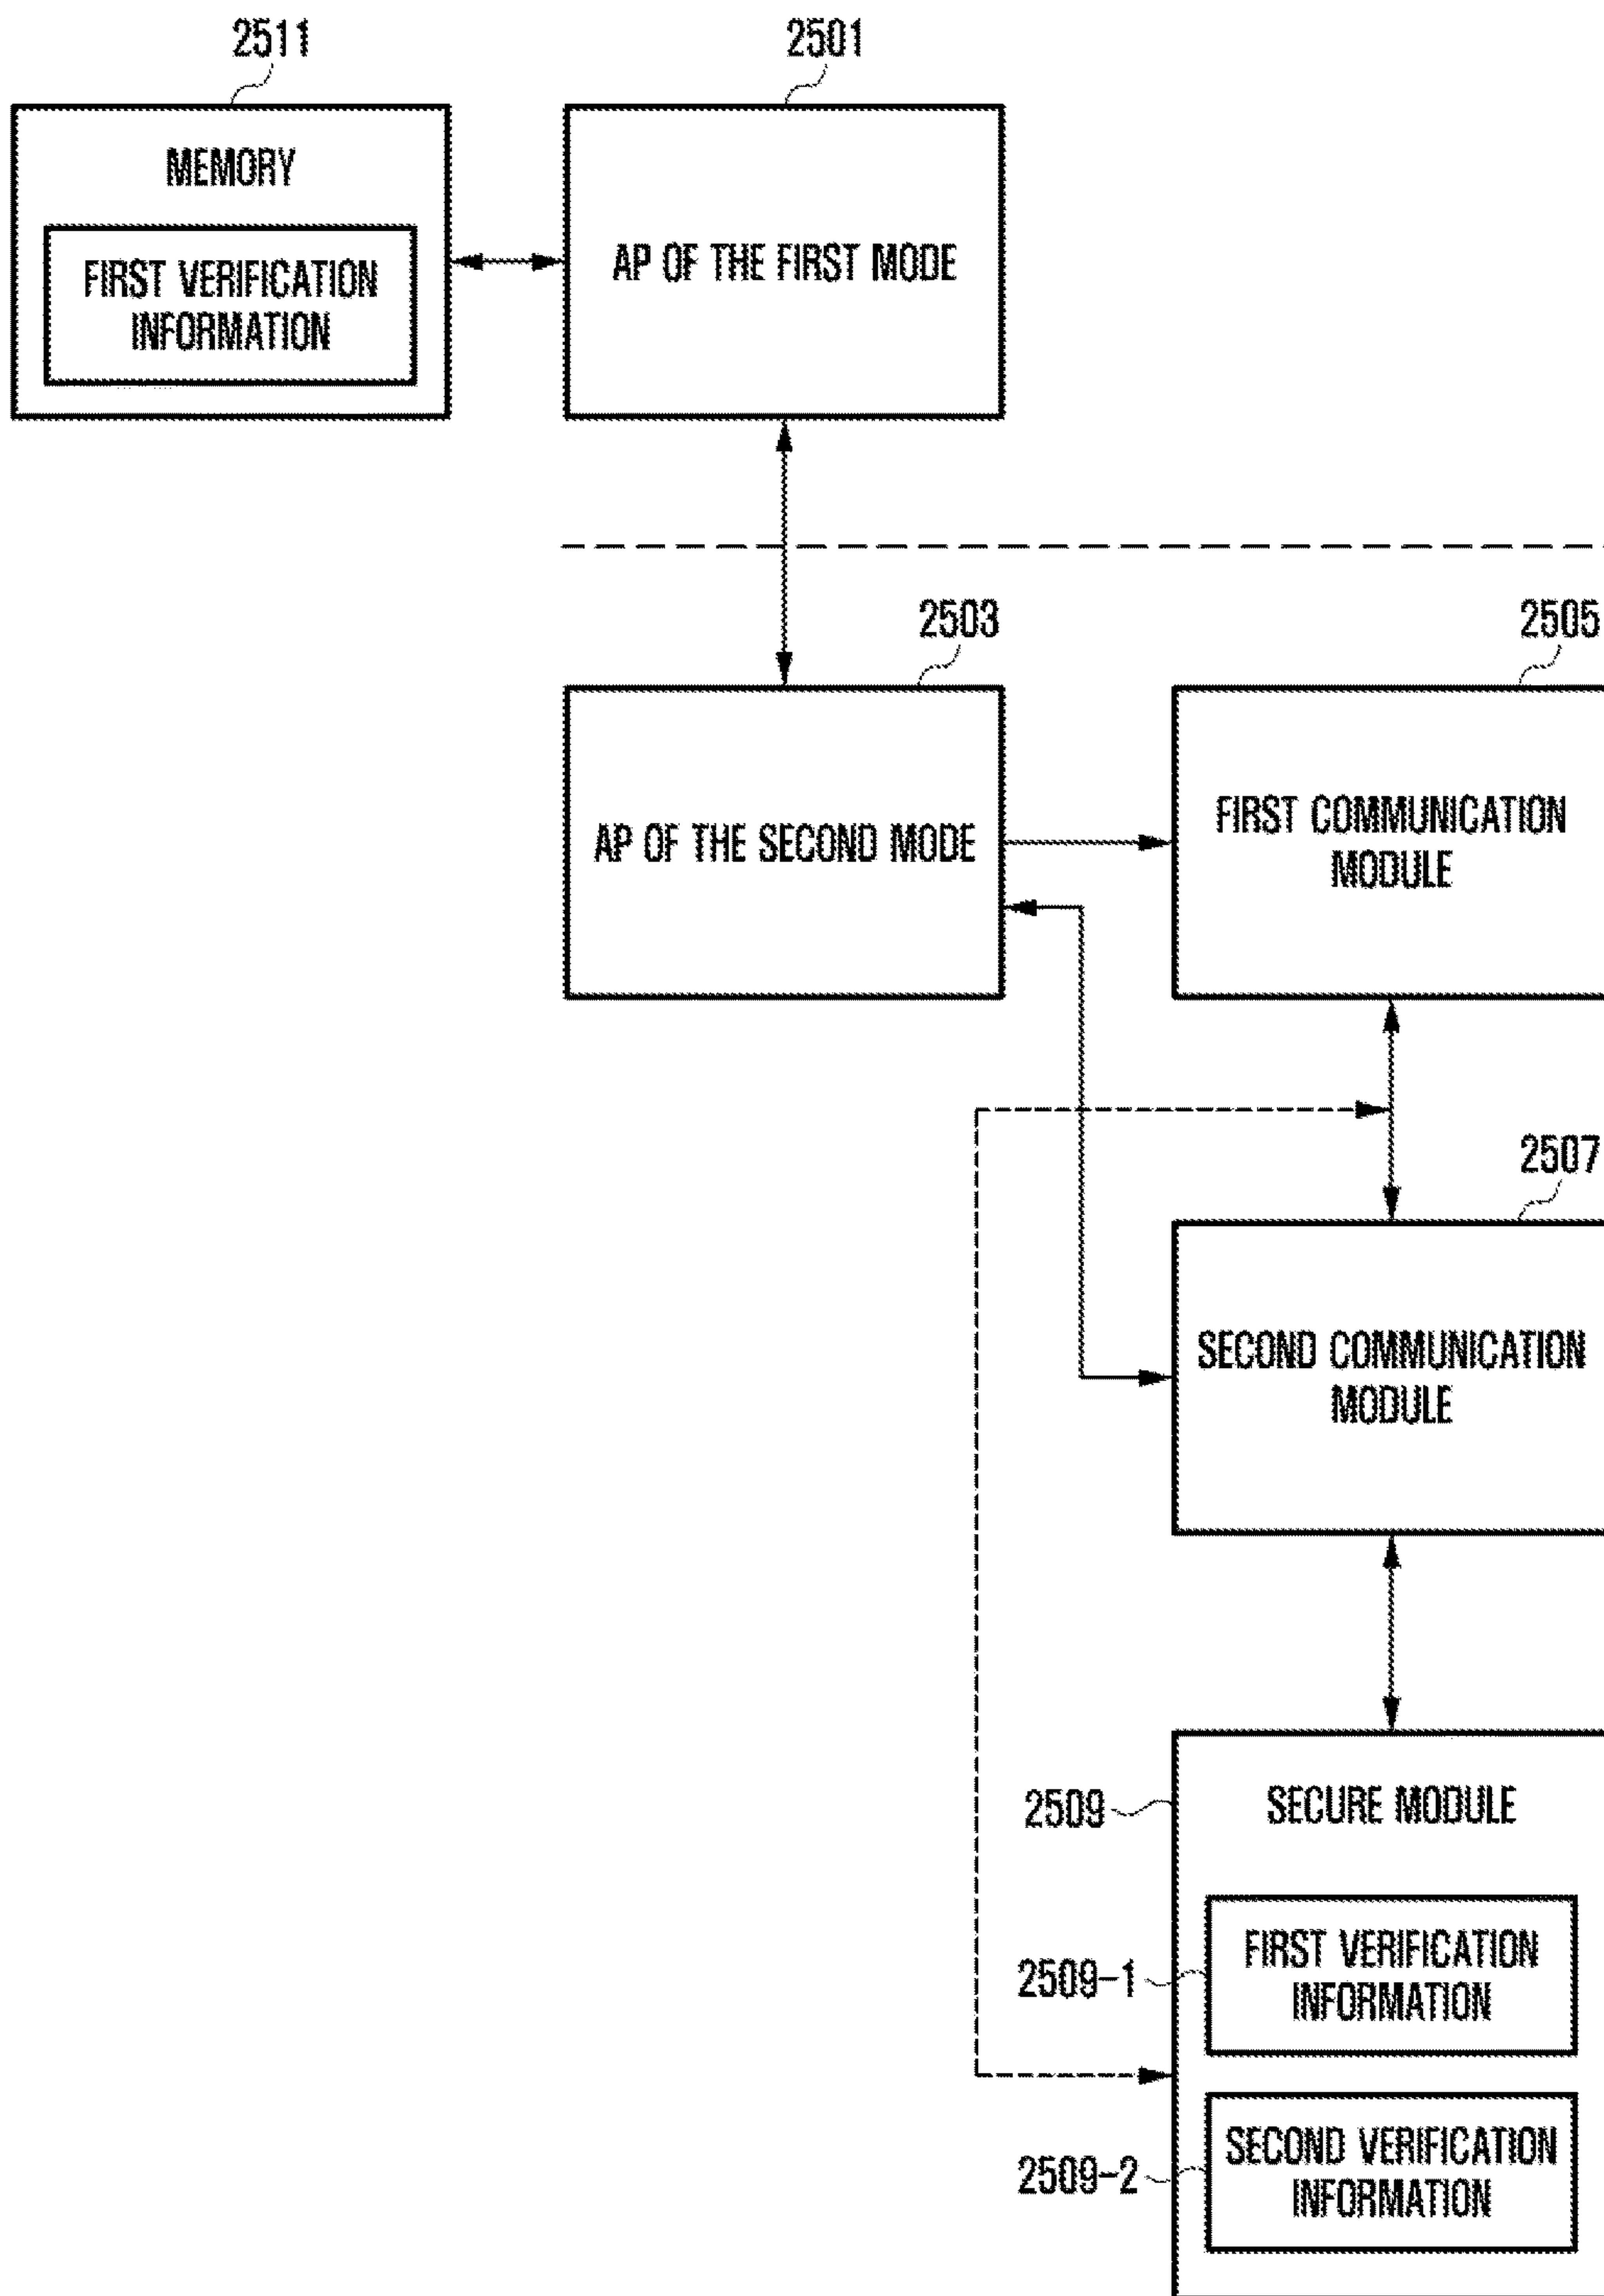 2511
2501
MEMORY
FIRST VERIFICATION
INFORMATION
AP OF THE FIRST MODE
2503
2505
AP OF THE SECOND MODE
FIRST COMMUNICATION
MODULE
2507
SECOND COMMUNICATION
MODULE
2509
SECURE MODULE
2509-1
FIRST VERIFICATION
INFORMATION
2509-2
SECOND VERIFICATION
INFORMATION